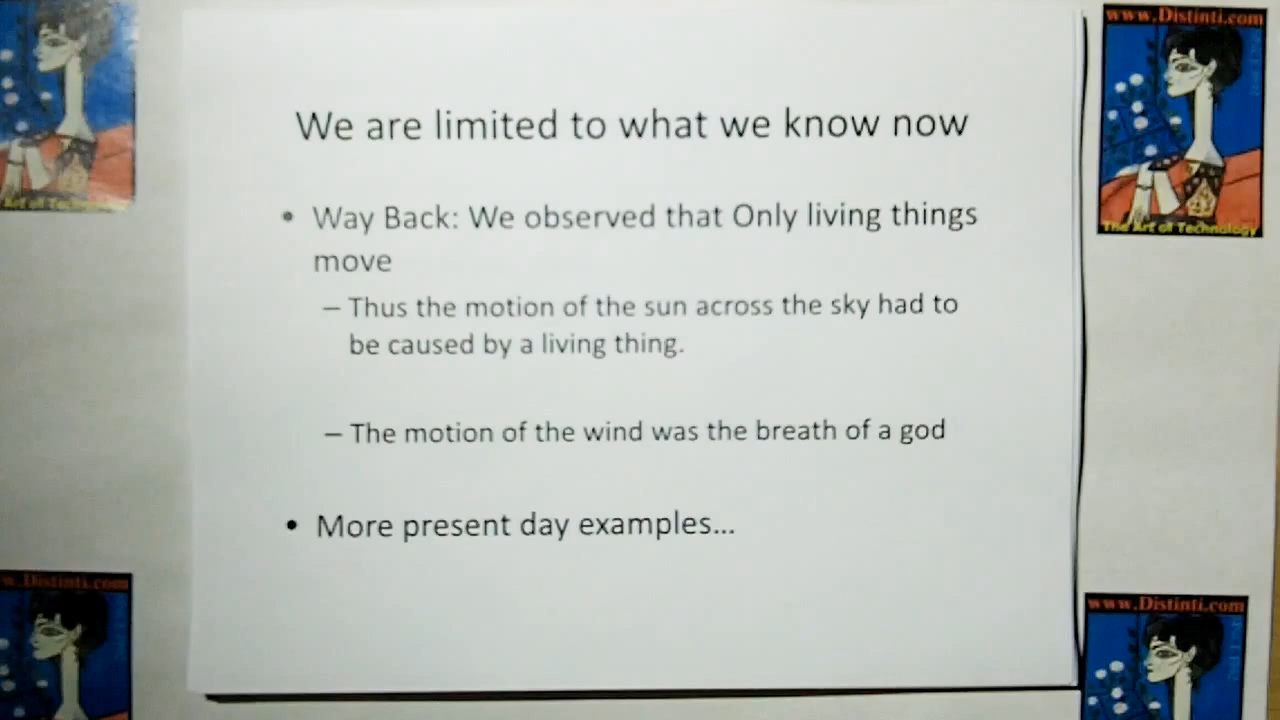 www.Distinti.com
We are limited to what we know now
• Way Back: We observed that Only living things
move
– Thus the motion of the sun across the sky had to
be caused by a living thing.
– The motion of the wind was the breath of a god
• More present day examples...
Art of Technology
The Art of Technology
w.Distinti.com
www.Distinti.com